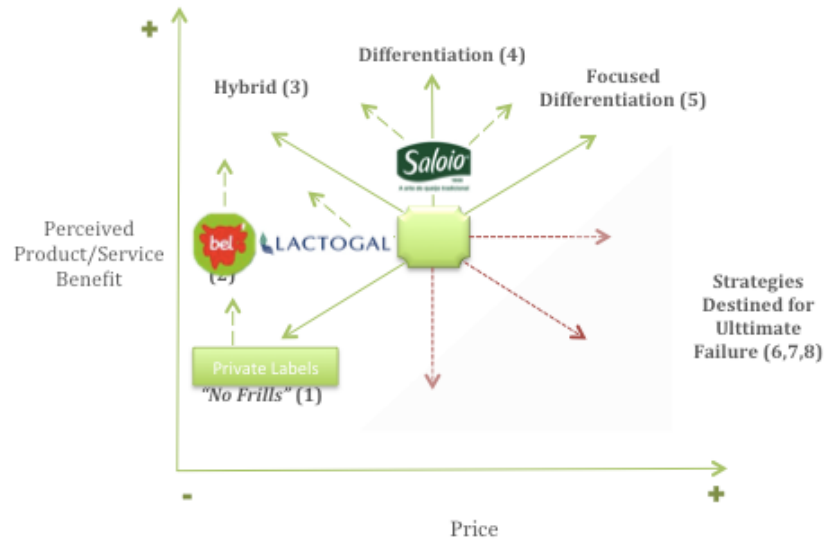 +
Differentiation (4)
Hybrid (3)
Focused
Differentiation (5)
Saloio
A arte do queijo tradicional
Perceived
Product/Service
Benefit
bel
LACTOGAL
(2)
Strategies
Destined for
Ulttimate
Failure (6,7,8)
Private Labels
"No Frills" (1)
-
+
Price